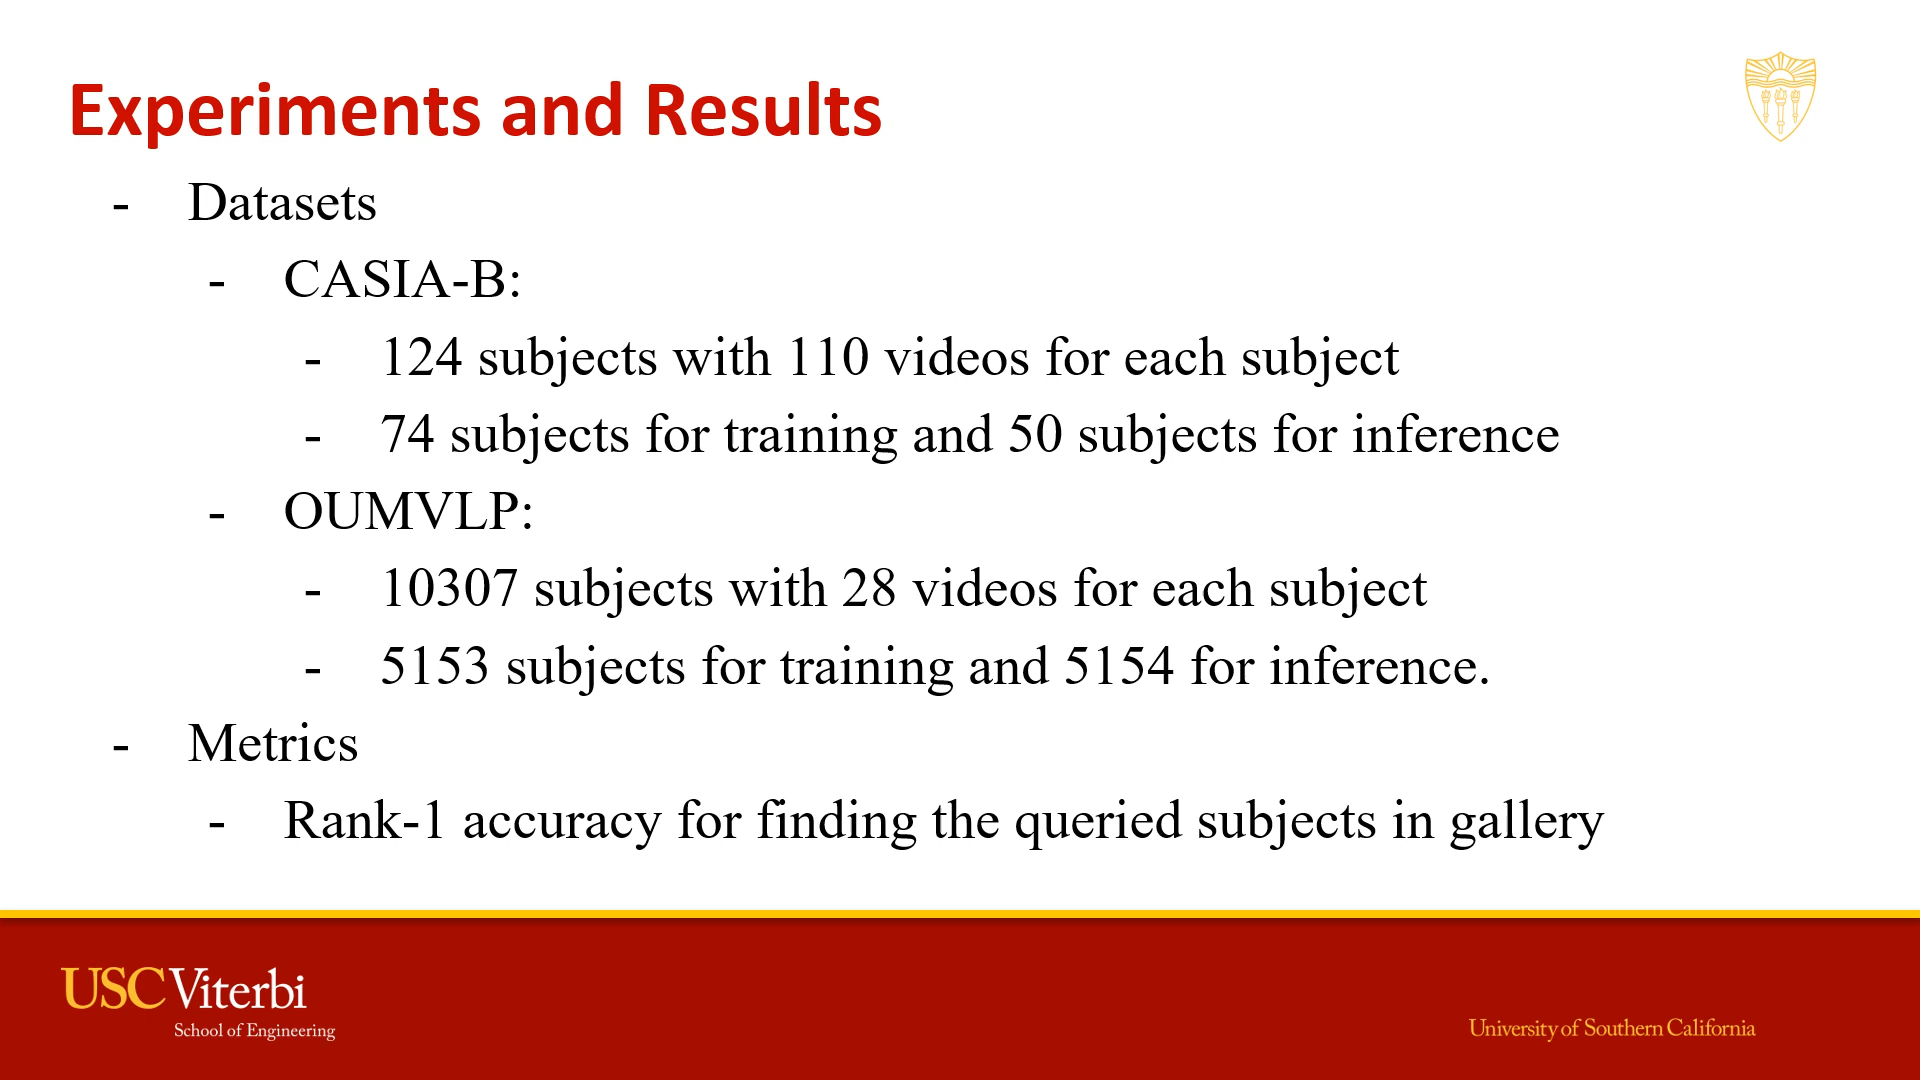 Experiments and Results
- Datasets
- CASIA-B:
- 124 subjects with 110 videos for each subject
- 74 subjects for training and 50 subjects for inference
- OUMVLP:
- 10307 subjects with 28 videos for each subject
- 5153 subjects for training and 5154 for inference.
- Metrics
- Rank-1 accuracy for finding the queried subjects in gallery
USC Viterbi
School of Engineering
University of Southern California